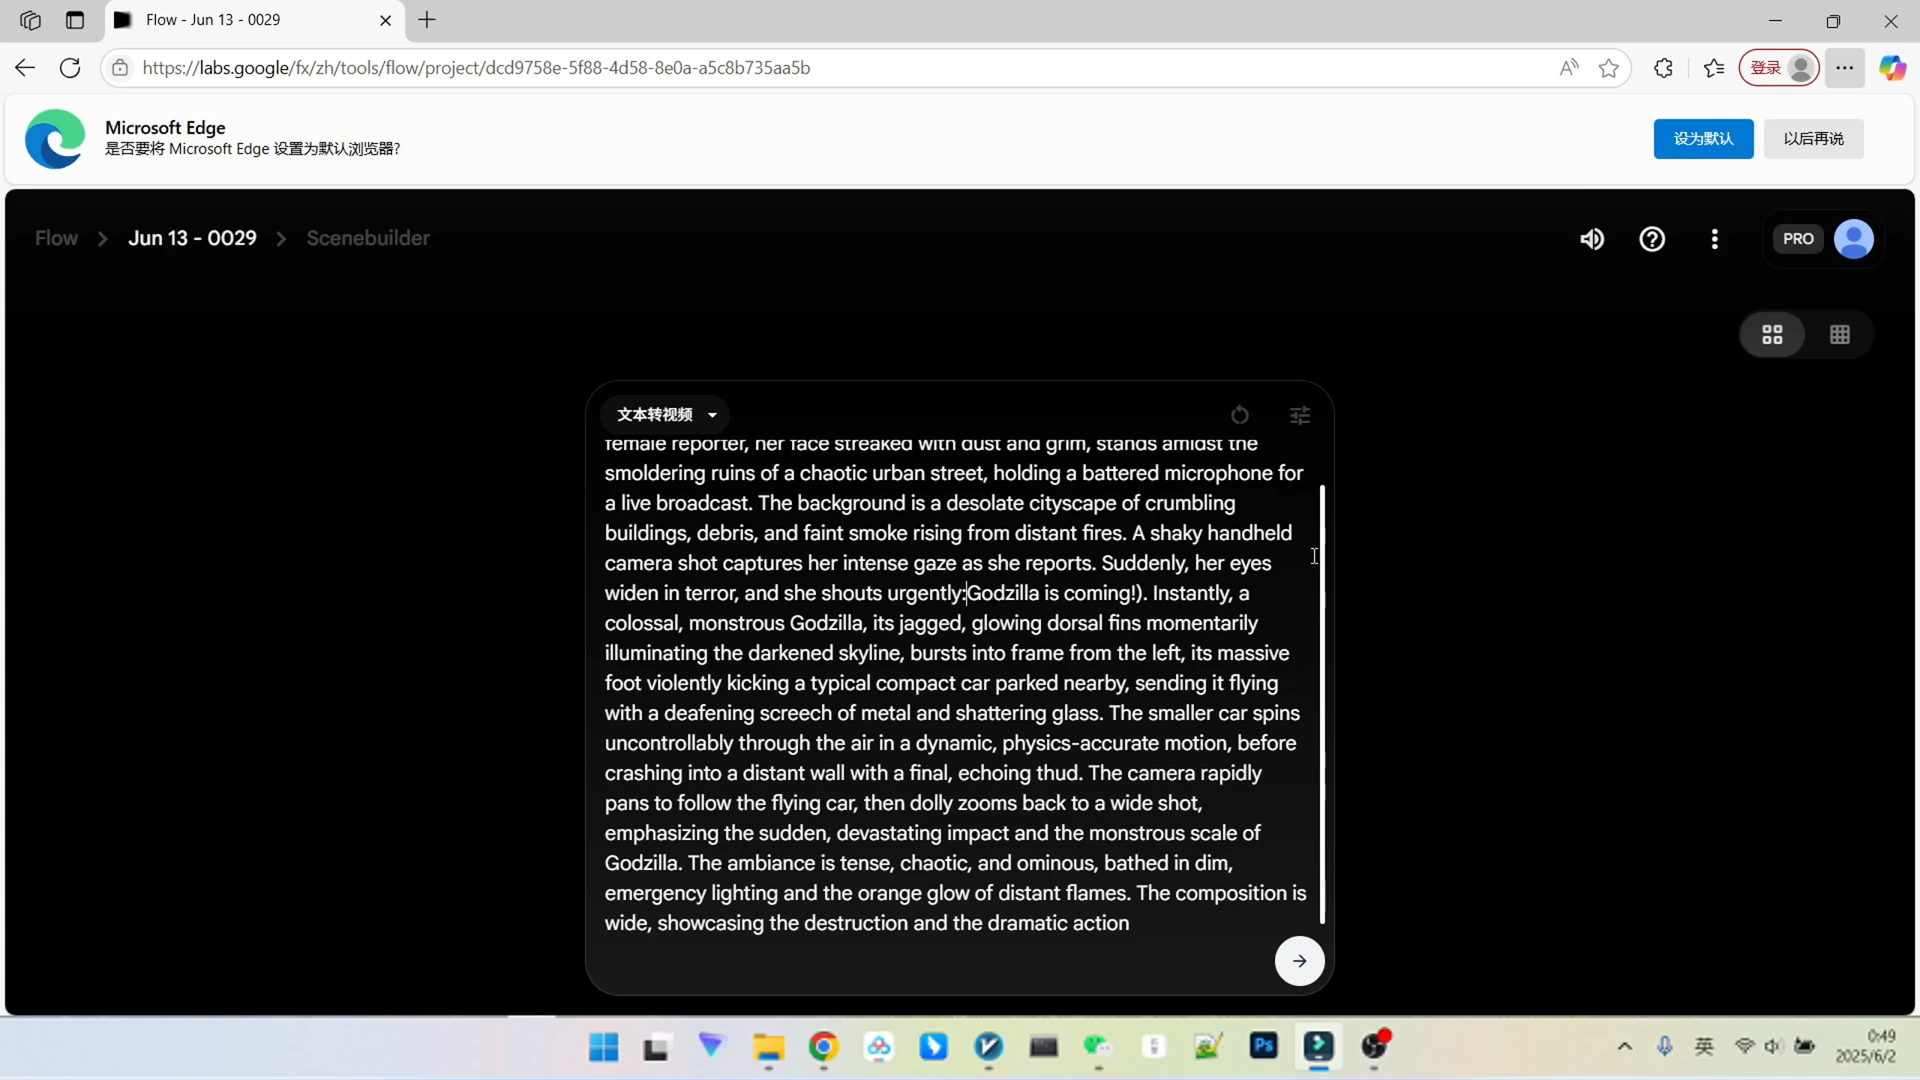 Flow - Jun 13 - 0029
https://labs.google/fx/zh/tools/flow/project/dcd9758e-5f88-4d58-8e0a-a5c8b735aa5b
登录
Microsoft Edge
是否要将 Microsoft Edge 设置为默认浏览器?
设为默认
以后再说
Flow > Jun 13 - 0029 > Scenebuilder
PRO
文本转视频
female reporter, her face streaked with dust and grim, stands amidst the
smoldering ruins of a chaotic urban street, holding a battered microphone for
a live broadcast. The background is a desolate cityscape of crumbling
buildings, debris, and faint smoke rising from distant fires. A shaky handheld
camera shot captures her intense gaze as she reports. Suddenly, her eyes
widen in terror, and she shouts urgently:Godzilla is coming!). Instantly, a
colossal, monstrous Godzilla, its jagged, glowing dorsal fins momentarily
illuminating the darkened skyline, bursts into frame from the left, its massive
foot violently kicking a typical compact car parked nearby, sending it flying
with a deafening screech of metal and shattering glass. The smaller car spins
uncontrollably through the air in a dynamic, physics-accurate motion, before
crashing into a distant wall with a final, echoing thud. The camera rapidly
pans to follow the flying car, then dolly zooms back to a wide shot,
emphasizing the sudden, devastating impact and the monstrous scale of
Godzilla. The ambiance is tense, chaotic, and ominous, bathed in dim,
emergency lighting and the orange glow of distant flames. The composition is
wide, showcasing the destruction and the dramatic action
Ps
英
0:49
2025/6/2